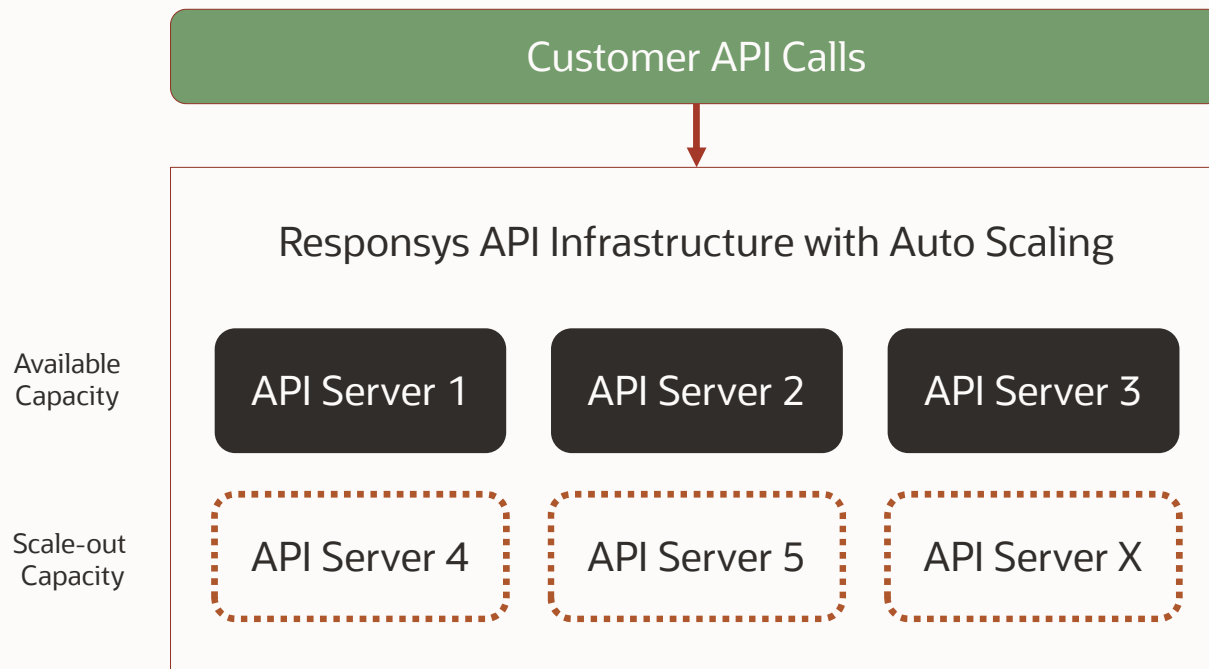 Customer API Calls
Responsys API Infrastructure with Auto Scaling
Available
Capacity
API Server 1
API Server 2
API Server 3
Scale-out
Capacity
API Server 4
API Server 5
API Server X